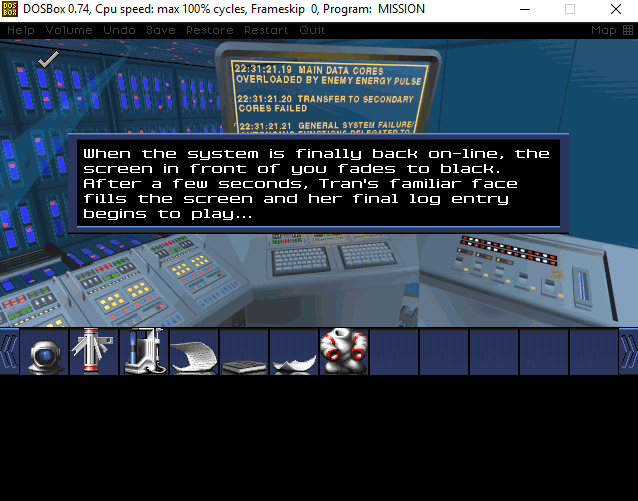 DOS
BOX
DOSBox 0.74, Cpu speed: max 100% cycles, Frameskip 0, Program: MISSION
Help Volume Undo Save Restore Restart Quit Map
22:31:21.19 MAIN DATA CORES
OVERLOADED BY ENEMY ENERGY PULSE
22:31:21.20 TRANSFER TO SECONDARY
CORES FAILED
22:31:21.21 GENERAL SYSTEM FAILURE/
When the system is finally back on-line, the
screen in front of you fades to black.
After a few seconds, Tran's familiar face
fills the screen and her final log entry
begins to play...